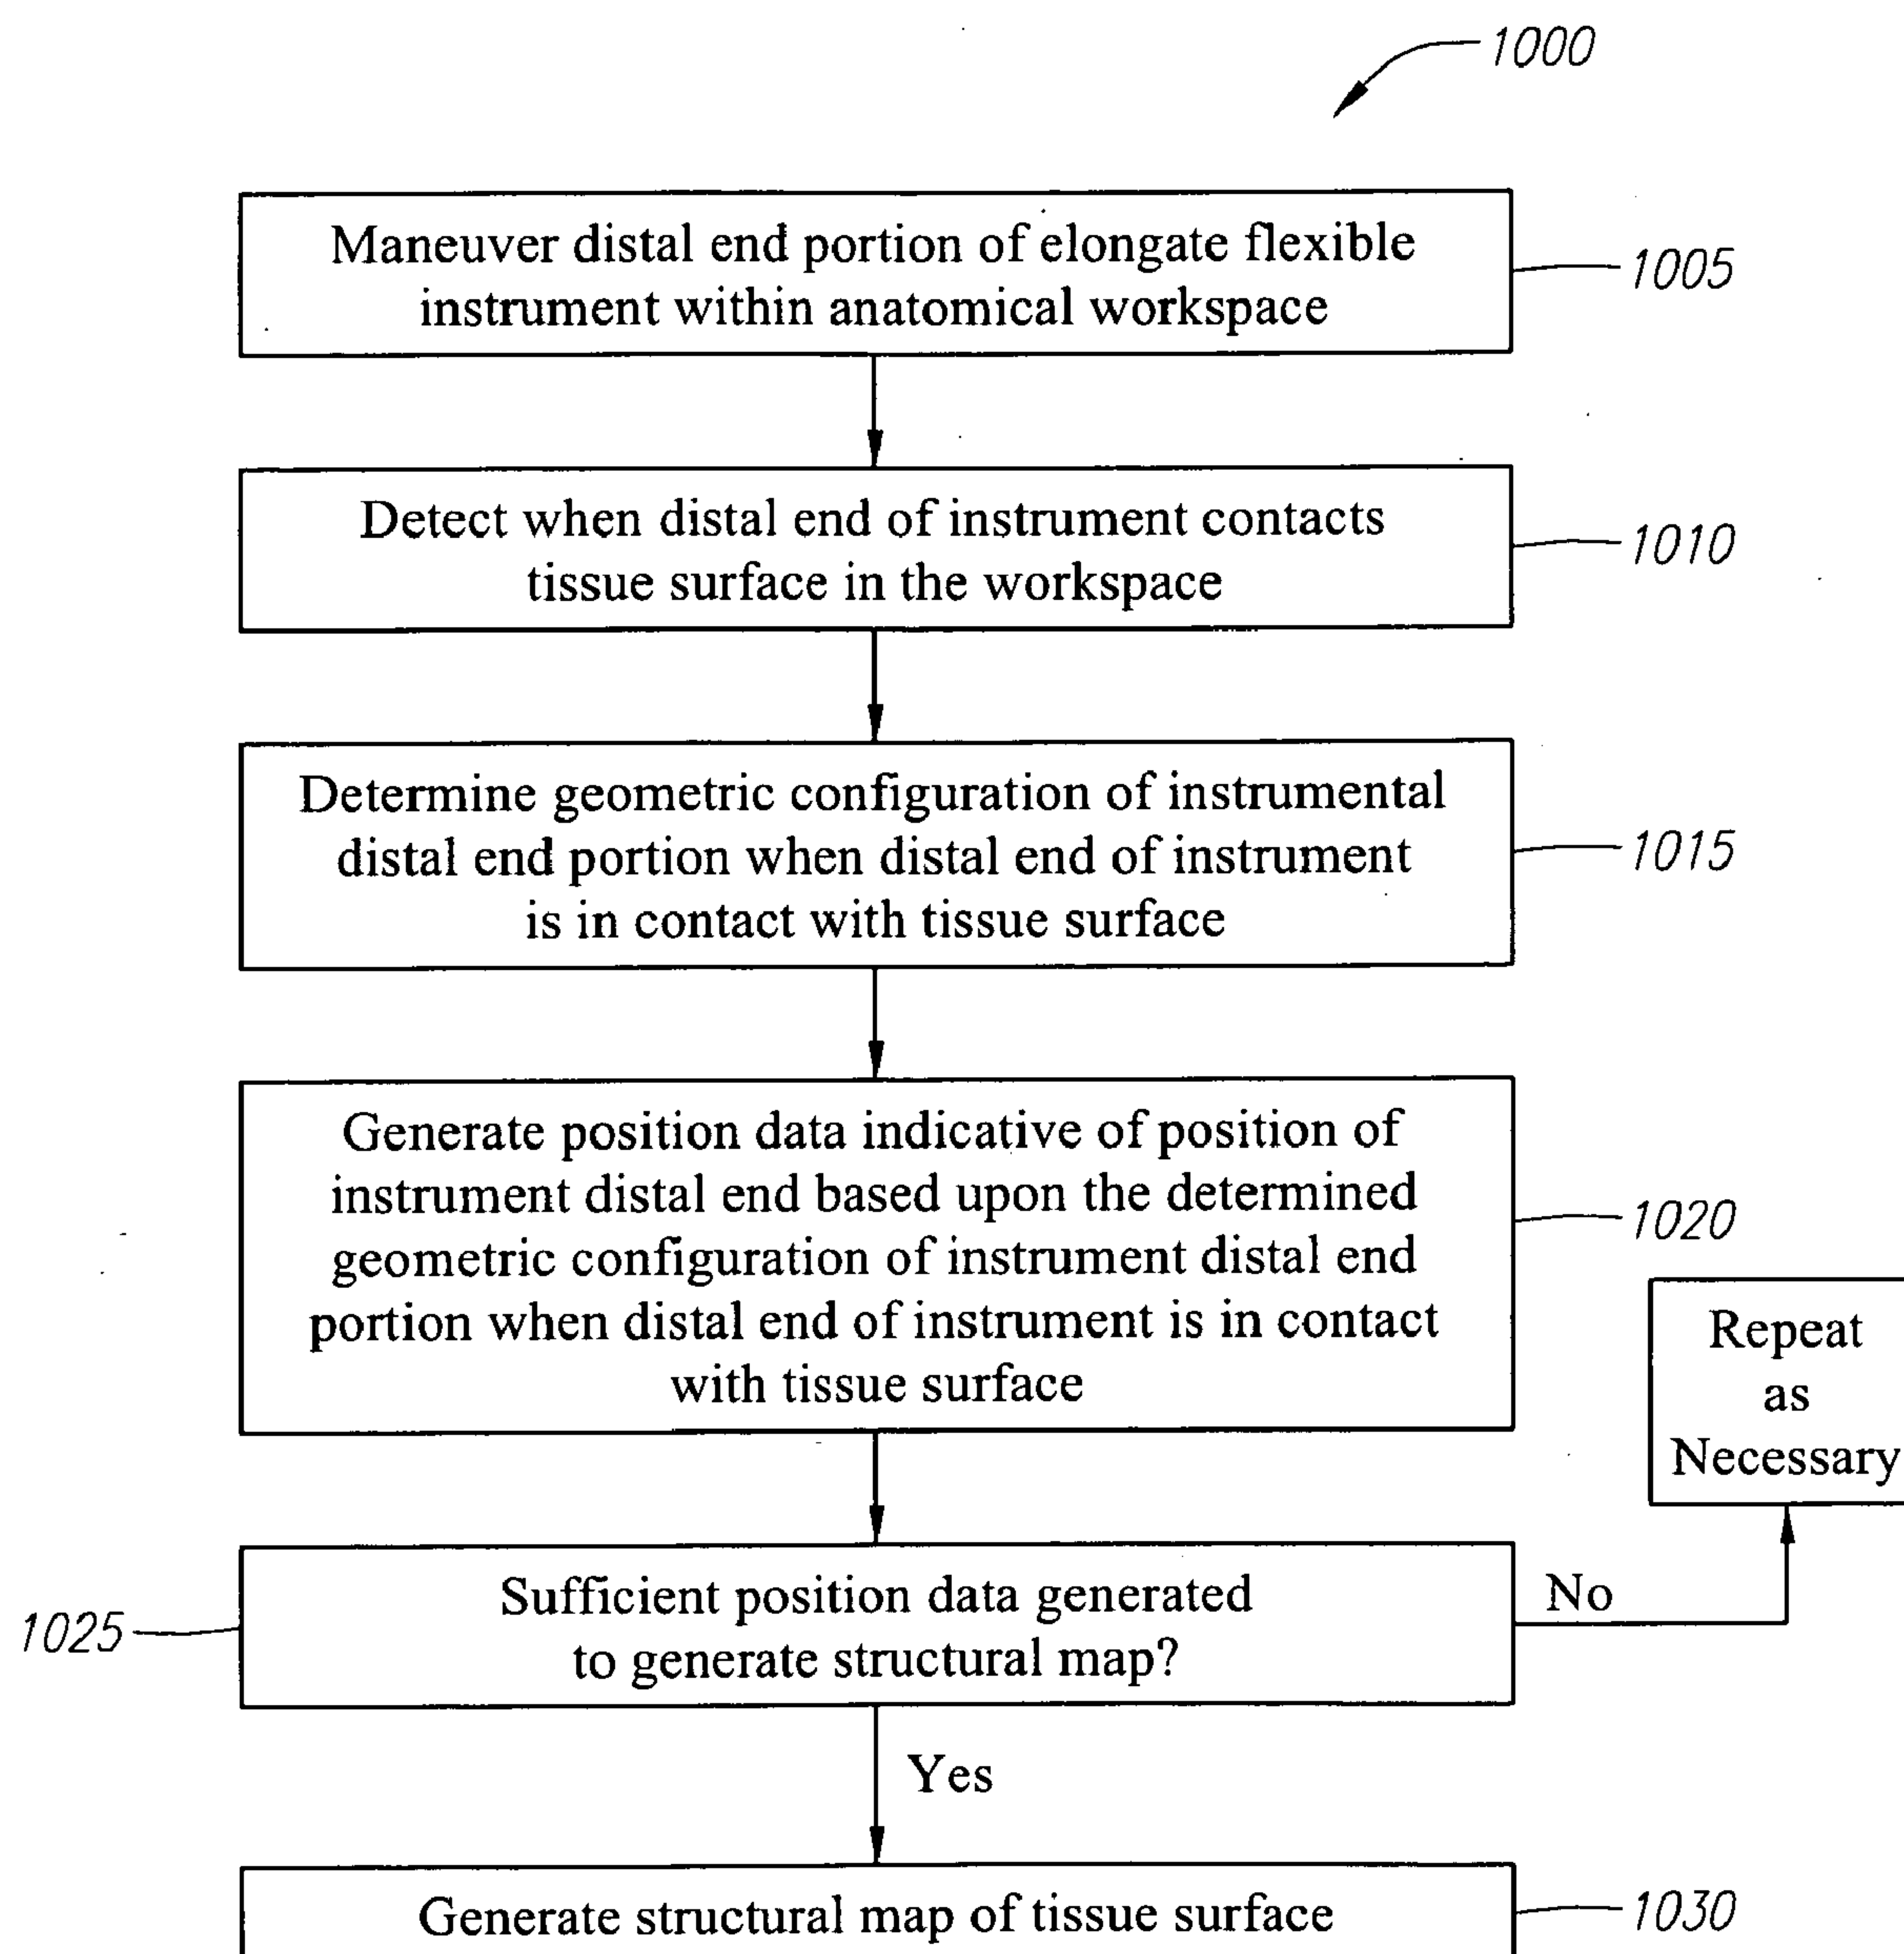 1000
Maneuver distal end portion of elongate flexible
instrument within anatomical workspace
1005
Detect when distal end of instrument contacts
tissue surface in the workspace
1010
Determine geometric configuration of instrumental
distal end portion when distal end of instrument
is in contact with tissue surface
1015
Generate position data indicative of position of
instrument distal end based upon the determined
geometric configuration of instrument distal end
portion when distal end of instrument is in contact
with tissue surface
1020
Repeat
as
Necessary
Sufficient position data generated
to generate structural map?
1025
No
Yes
Generate structural map of tissue surface
1030